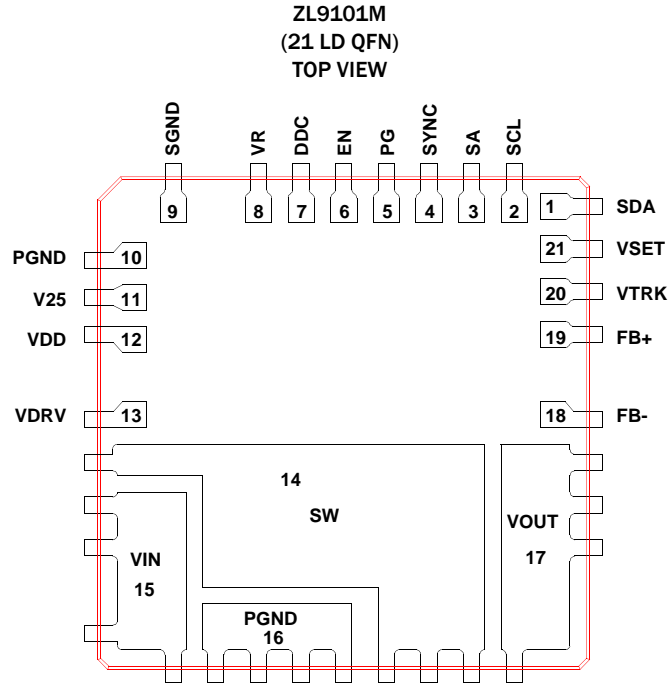 ZL9101M
(21 LD QFN)
TOP VIEW
SGND VR DDC EN PG SYNC SA SCL
9 8 7 6 5 4 3 2
1 SDA
21 VSET
20 VTRK
19 FB+
18 FB-
PGND 10
V25 11
VDD 12
VDRV 13
14
SW
VOUT
17
VIN
15
PGND
16